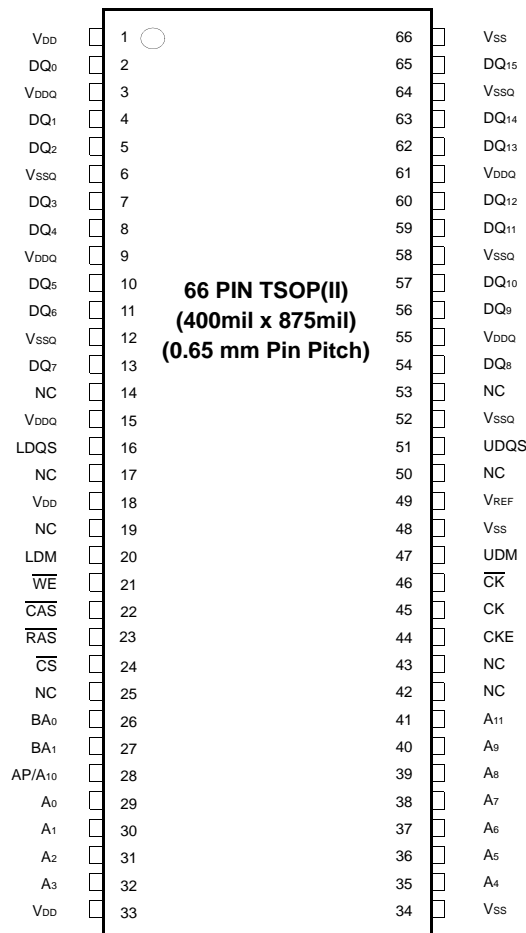 VDD 1 66 VSS
DQ0 2 65 DQ15
VDDQ 3 64 VSSQ
DQ1 4 63 DQ14
DQ2 5 62 DQ13
VSSQ 6 61 VDDQ
DQ3 7 60 DQ12
DQ4 8 59 DQ11
VDDQ 9 58 VSSQ
DQ5 10 57 DQ10
66 PIN TSOP(II)
DQ6 11 56 DQ9
(400mil x 875mil)
VSSQ 12 55 VDDQ
(0.65 mm Pin Pitch)
DQ7 13 54 DQ8
NC 14 53 NC
VDDQ 15 52 VSSQ
LDQS 16 51 UDQS
NC 17 50 NC
VDD 18 49 VREF
NC 19 48 VSS
LDM 20 47 UDM
W̅E̅ 21 46 C̅K̅
C̅A̅S̅ 22 45 CK
R̅A̅S̅ 23 44 CKE
C̅S̅ 24 43 NC
NC 25 42 NC
BA0 26 41 A11
BA1 27 40 A9
AP/A10 28 39 A8
A0 29 38 A7
A1 30 37 A6
A2 31 36 A5
A3 32 35 A4
VDD 33 34 VSS